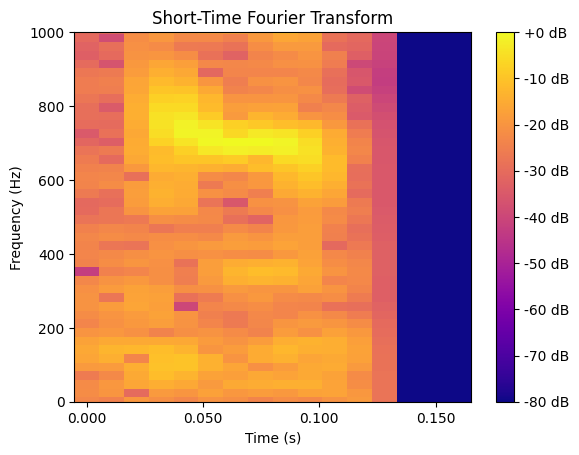 Short-Time Fourier Transform
1000
800
600
400
200
0
Frequency (Hz)
0.000
0.050
0.100
0.150
Time (s)
+0 dB
-10 dB
-20 dB
-30 dB
-40 dB
-50 dB
-60 dB
-70 dB
-80 dB